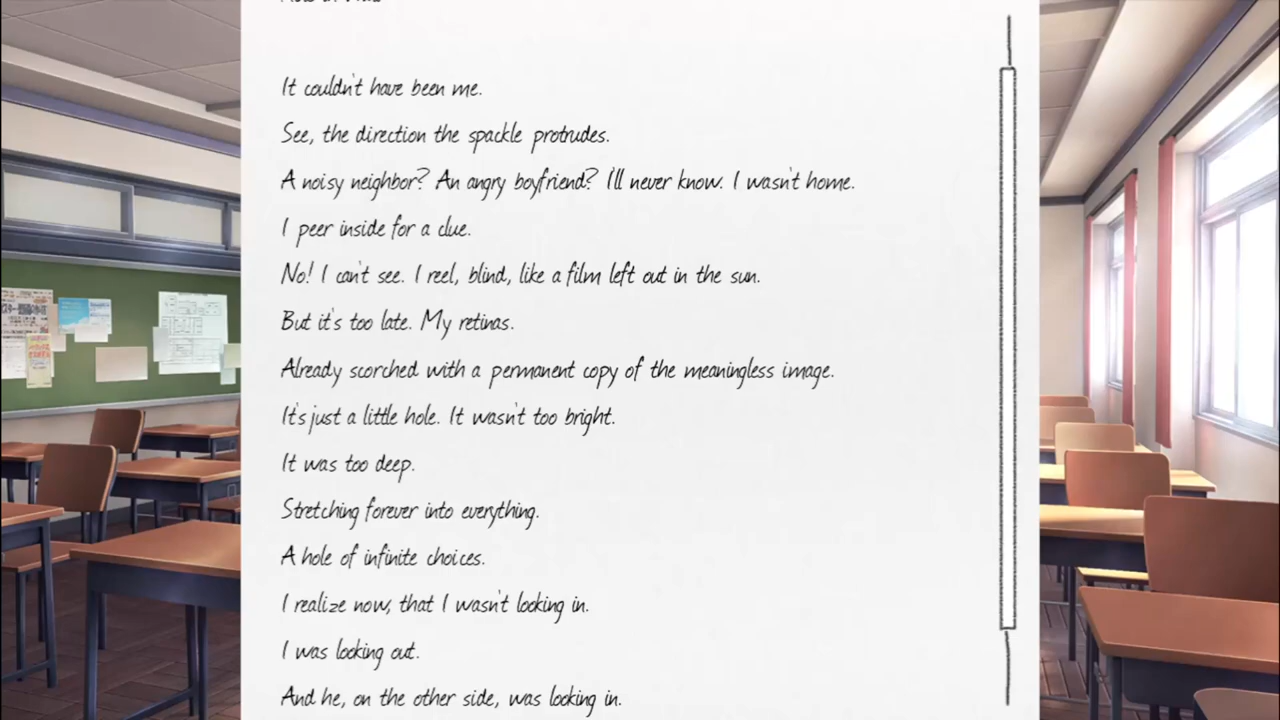 It couldn't have been me.
See, the direction the spackle protrudes.
A noisy neighbor? An angry boyfriend? I'll never know. I wasn't home.
I peer inside for a clue.
No! I can't see. I reel, blind, like a film left out in the sun.
But it's too late. My retinas.
Already scorched with a permanent copy of the meaningless image.
It's just a little hole. It wasn't too bright.
It was too deep.
Stretching forever into everything.
A hole of infinite choices.
I realize now, that I wasn't looking in.
I was looking out.
And he, on the other side, was looking in.